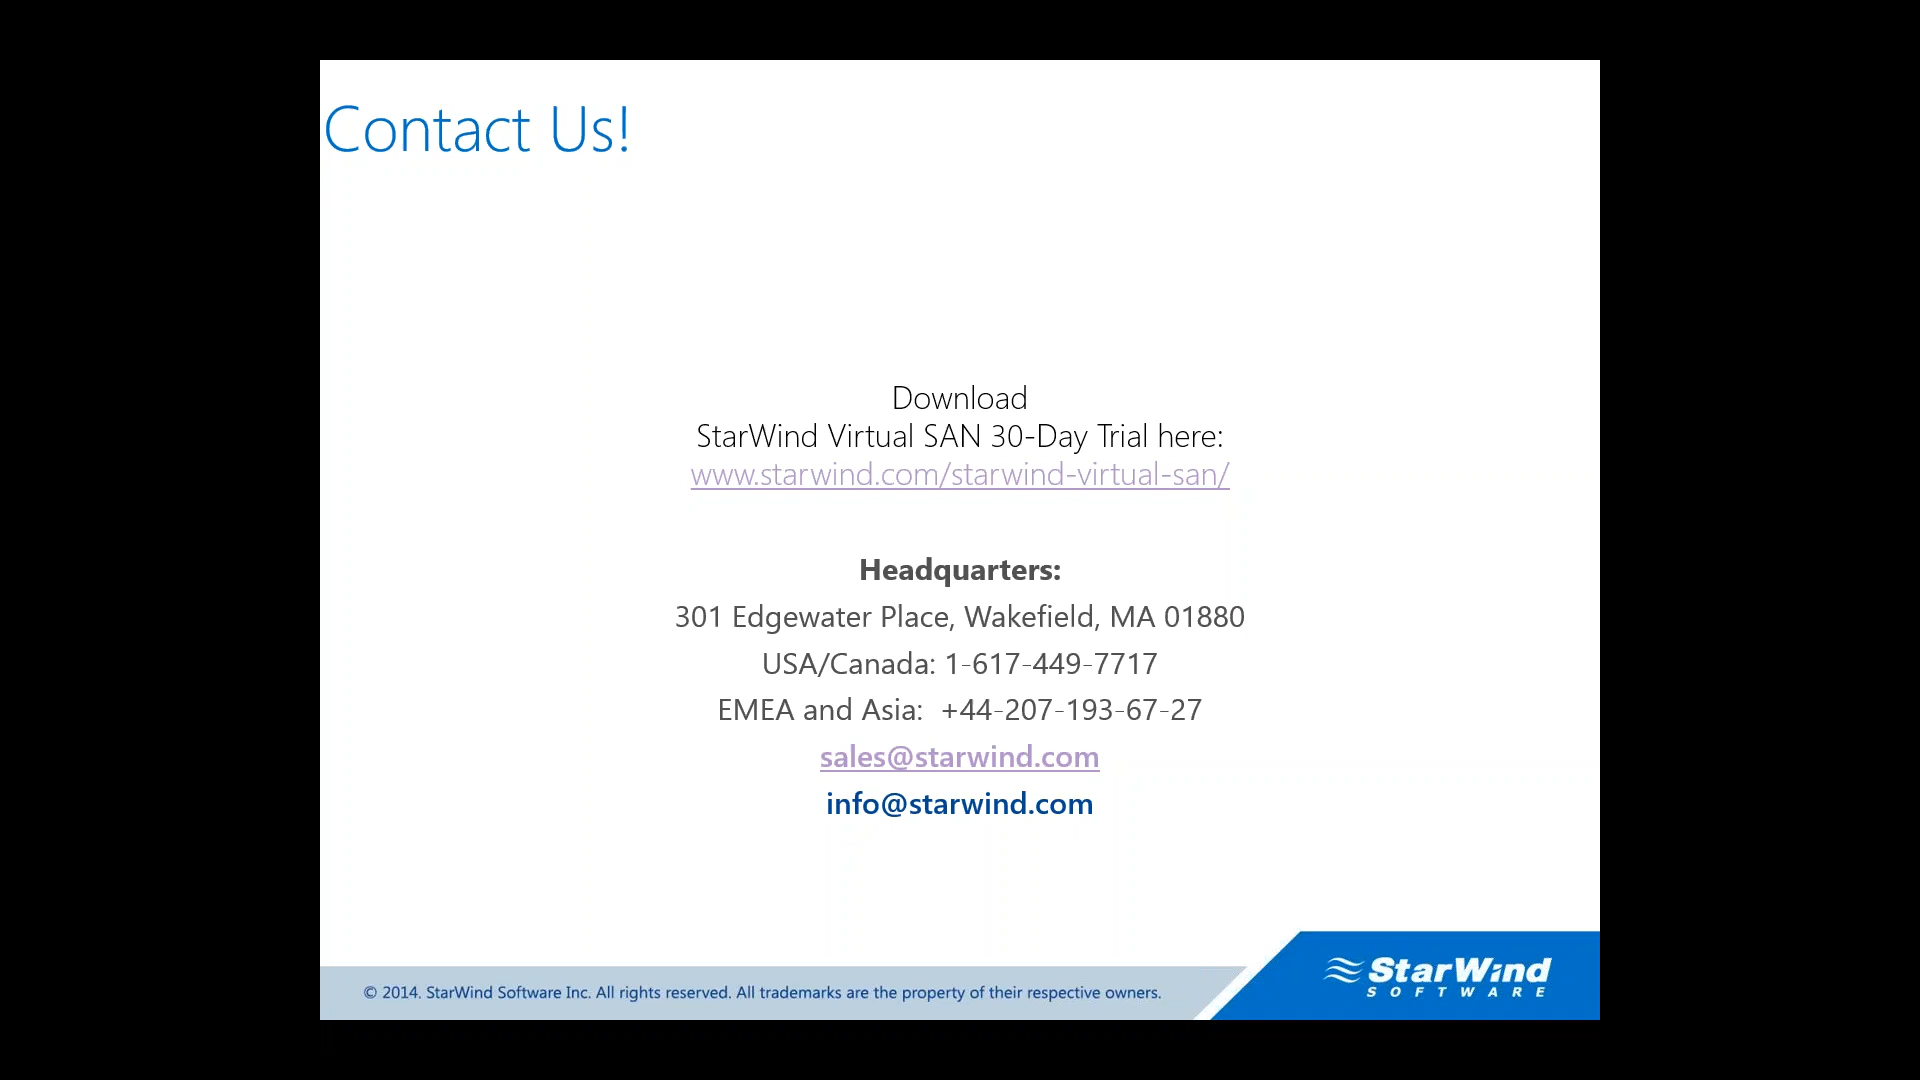 Contact Us!
Download
StarWind Virtual SAN 30-Day Trial here:
www.starwind.com/starwind-virtual-san/
Headquarters:
301 Edgewater Place, Wakefield, MA 01880
USA/Canada: 1-617-449-7717
EMEA and Asia:  +44-207-193-67-27
sales@starwind.com
info@starwind.com
© 2014. StarWind Software Inc. All rights reserved. All trademarks are the property of their respective owners.
StarWind
SOFTWARE